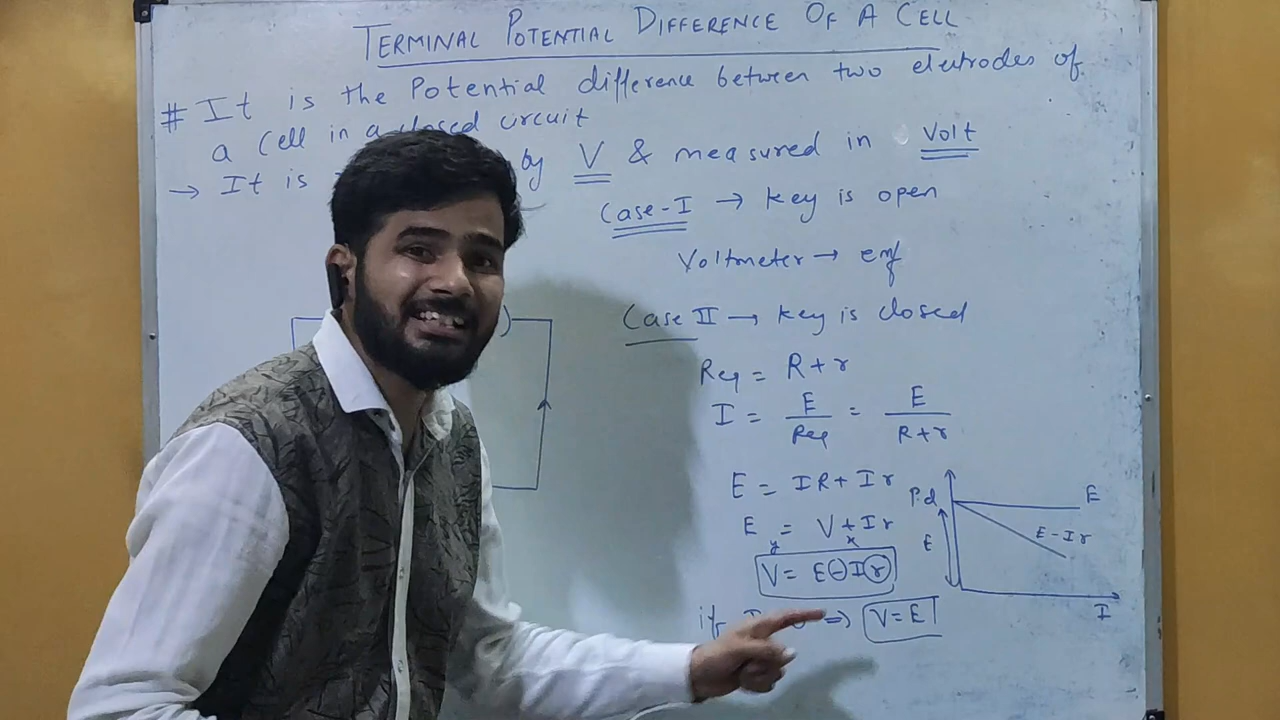 TERMINAL POTENTIAL DIFFERENCE OF A CELL
# It is the Potential difference between two eletrodes of
a Cell in a closed circuit
→ It is by V & measured in Volt
Case-I → key is open
Voltmeter → emf
Case II → key is closed
Req = R+r
I = E/Req = E/R+r
E = IR + Ir
E = V + Ir
y x
V = E - Ir
if I ⇒ V = E
P.d
E
E
E-Ir
I